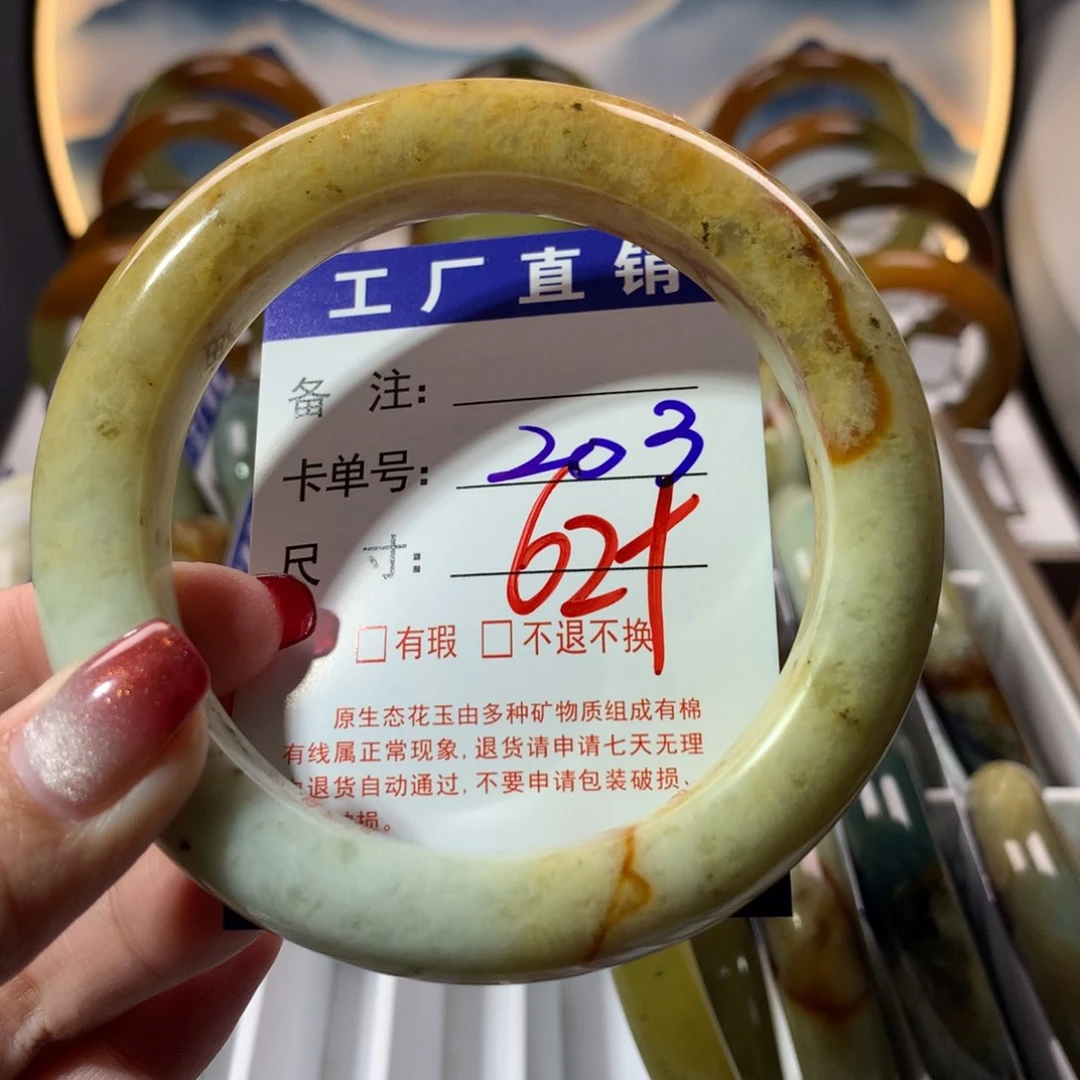 工厂直销
备 注：
卡单号：203
尺 寸：62+
□有瑕 □不退不换
原生态花玉由多种矿物质组成有棉
有线属正常现象，退货请申请七天无理
退货自动通过，不要申请包装破损、
损。